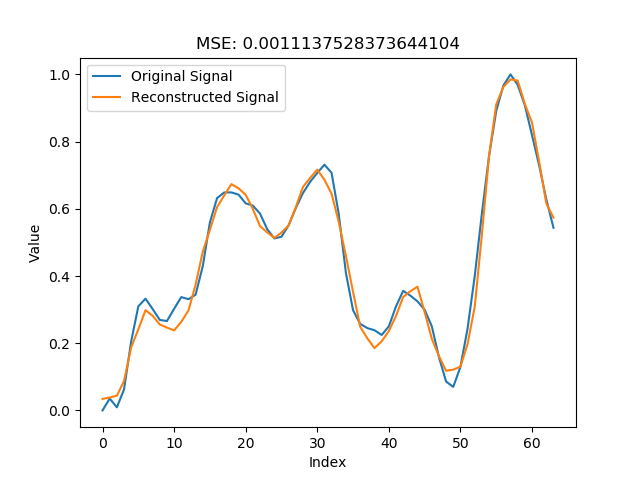 MSE: 0.0011137528373644104
Original Signal
Reconstructed Signal
1.0
0.8
0.6
0.4
0.2
0.0
Value
0 10 20 30 40 50 60
Index